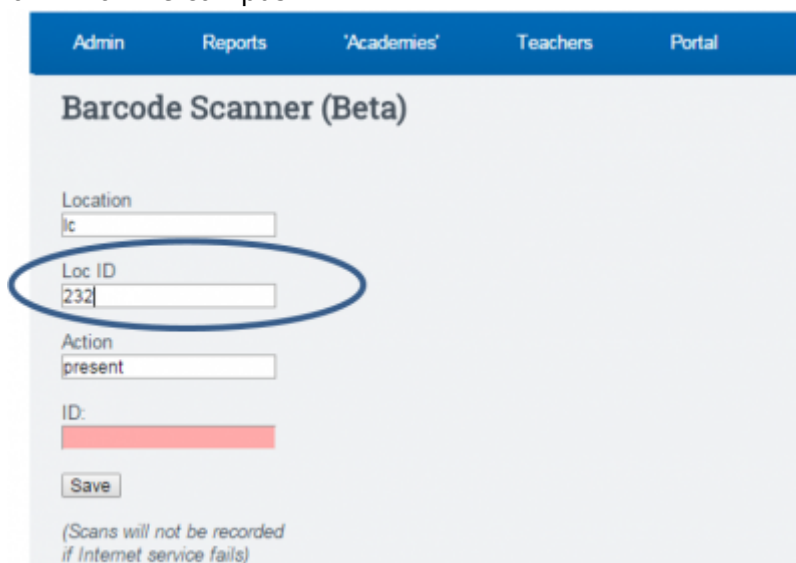 Admin Reports 'Academies' Teachers Portal
Barcode Scanner (Beta)
Location
lc
Loc ID
232
Action
present
ID:
Save
(Scans will not be recorded
if Internet service fails)